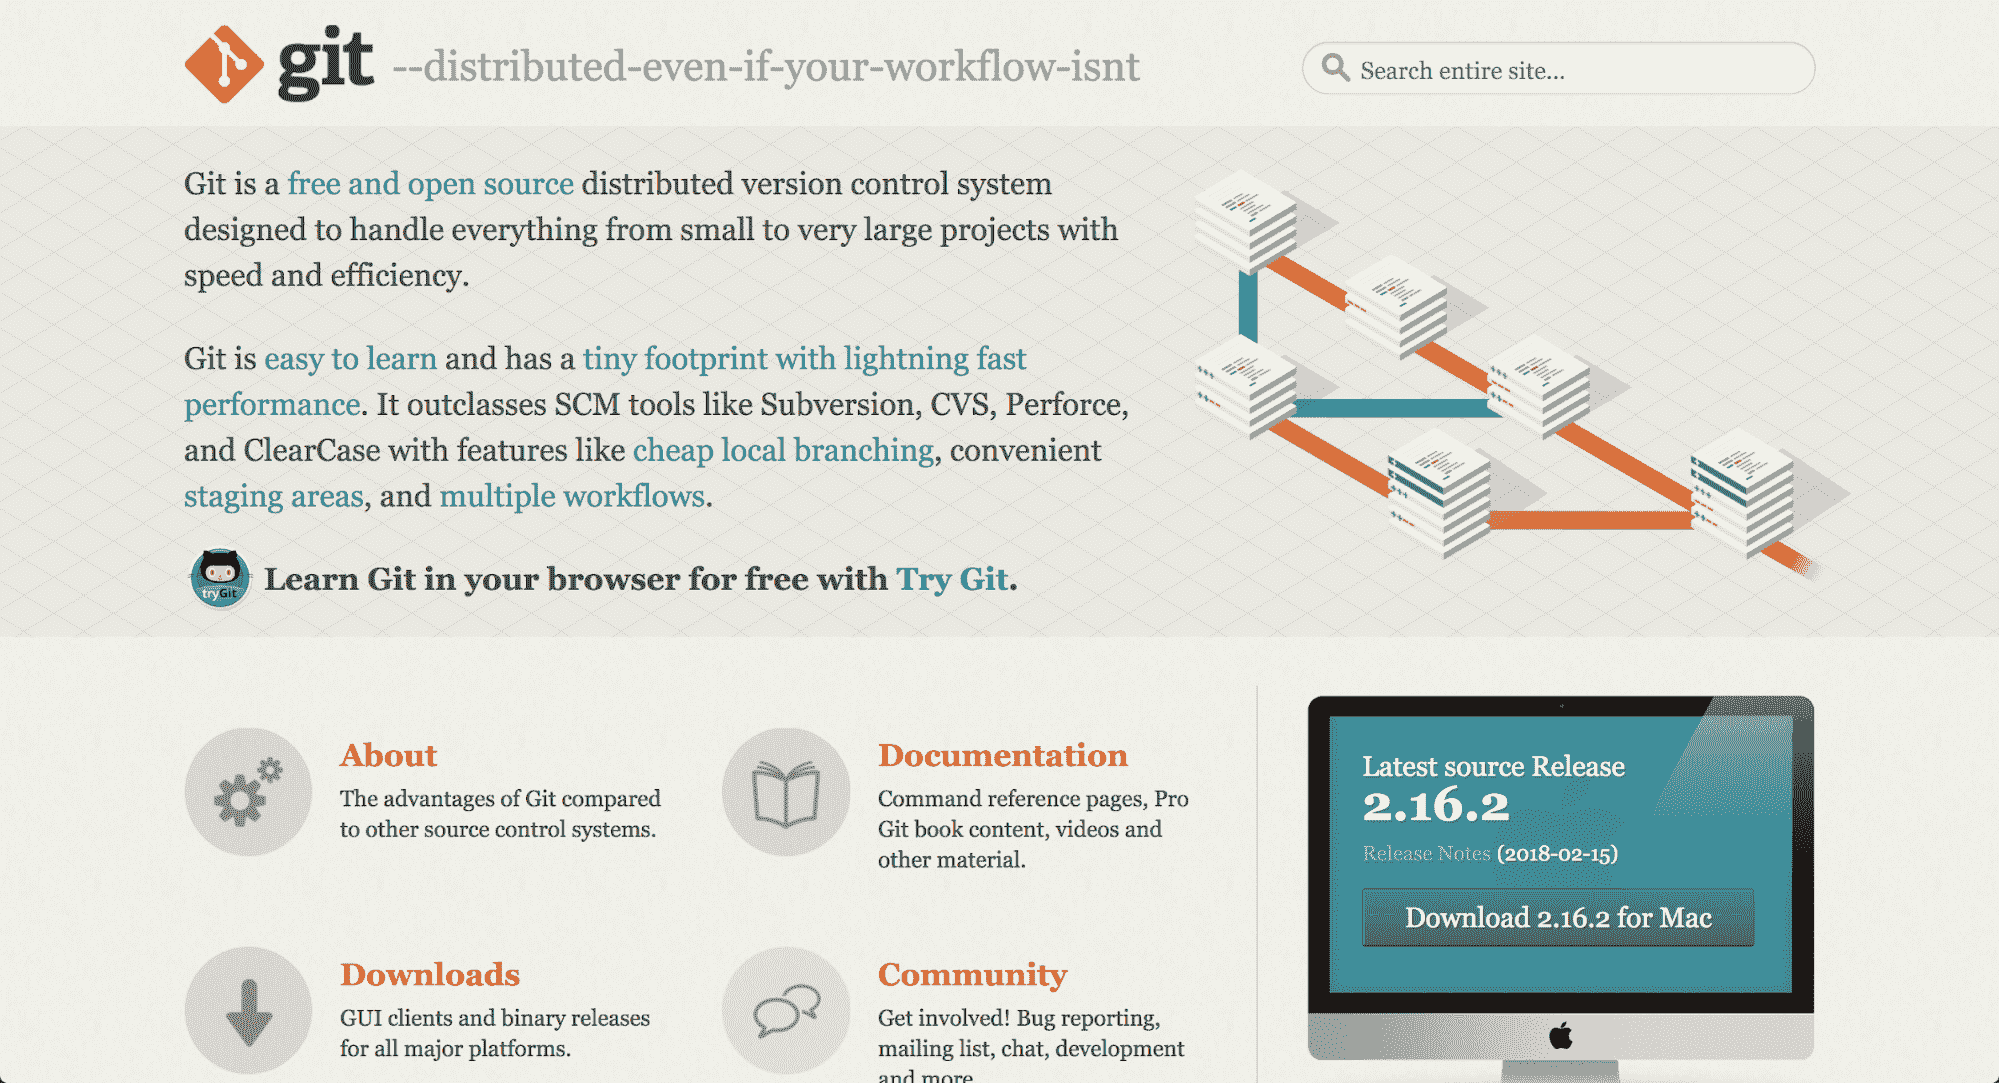 git --distributed-even-if-your-workflow-isnt
Search entire site...
Git is a free and open source distributed version control system
designed to handle everything from small to very large projects with
speed and efficiency.
Git is easy to learn and has a tiny footprint with lightning fast
performance. It outclasses SCM tools like Subversion, CVS, Perforce,
and ClearCase with features like cheap local branching, convenient
staging areas, and multiple workflows.
tryGit
Learn Git in your browser for free with Try Git.
About
The advantages of Git compared
to other source control systems.
Documentation
Command reference pages, Pro
Git book content, videos and
other material.
Downloads
GUI clients and binary releases
for all major platforms.
Community
Get involved! Bug reporting,
mailing list, chat, development
and more
Latest source Release
2.16.2
Release Notes (2018-02-15)
Download 2.16.2 for Mac